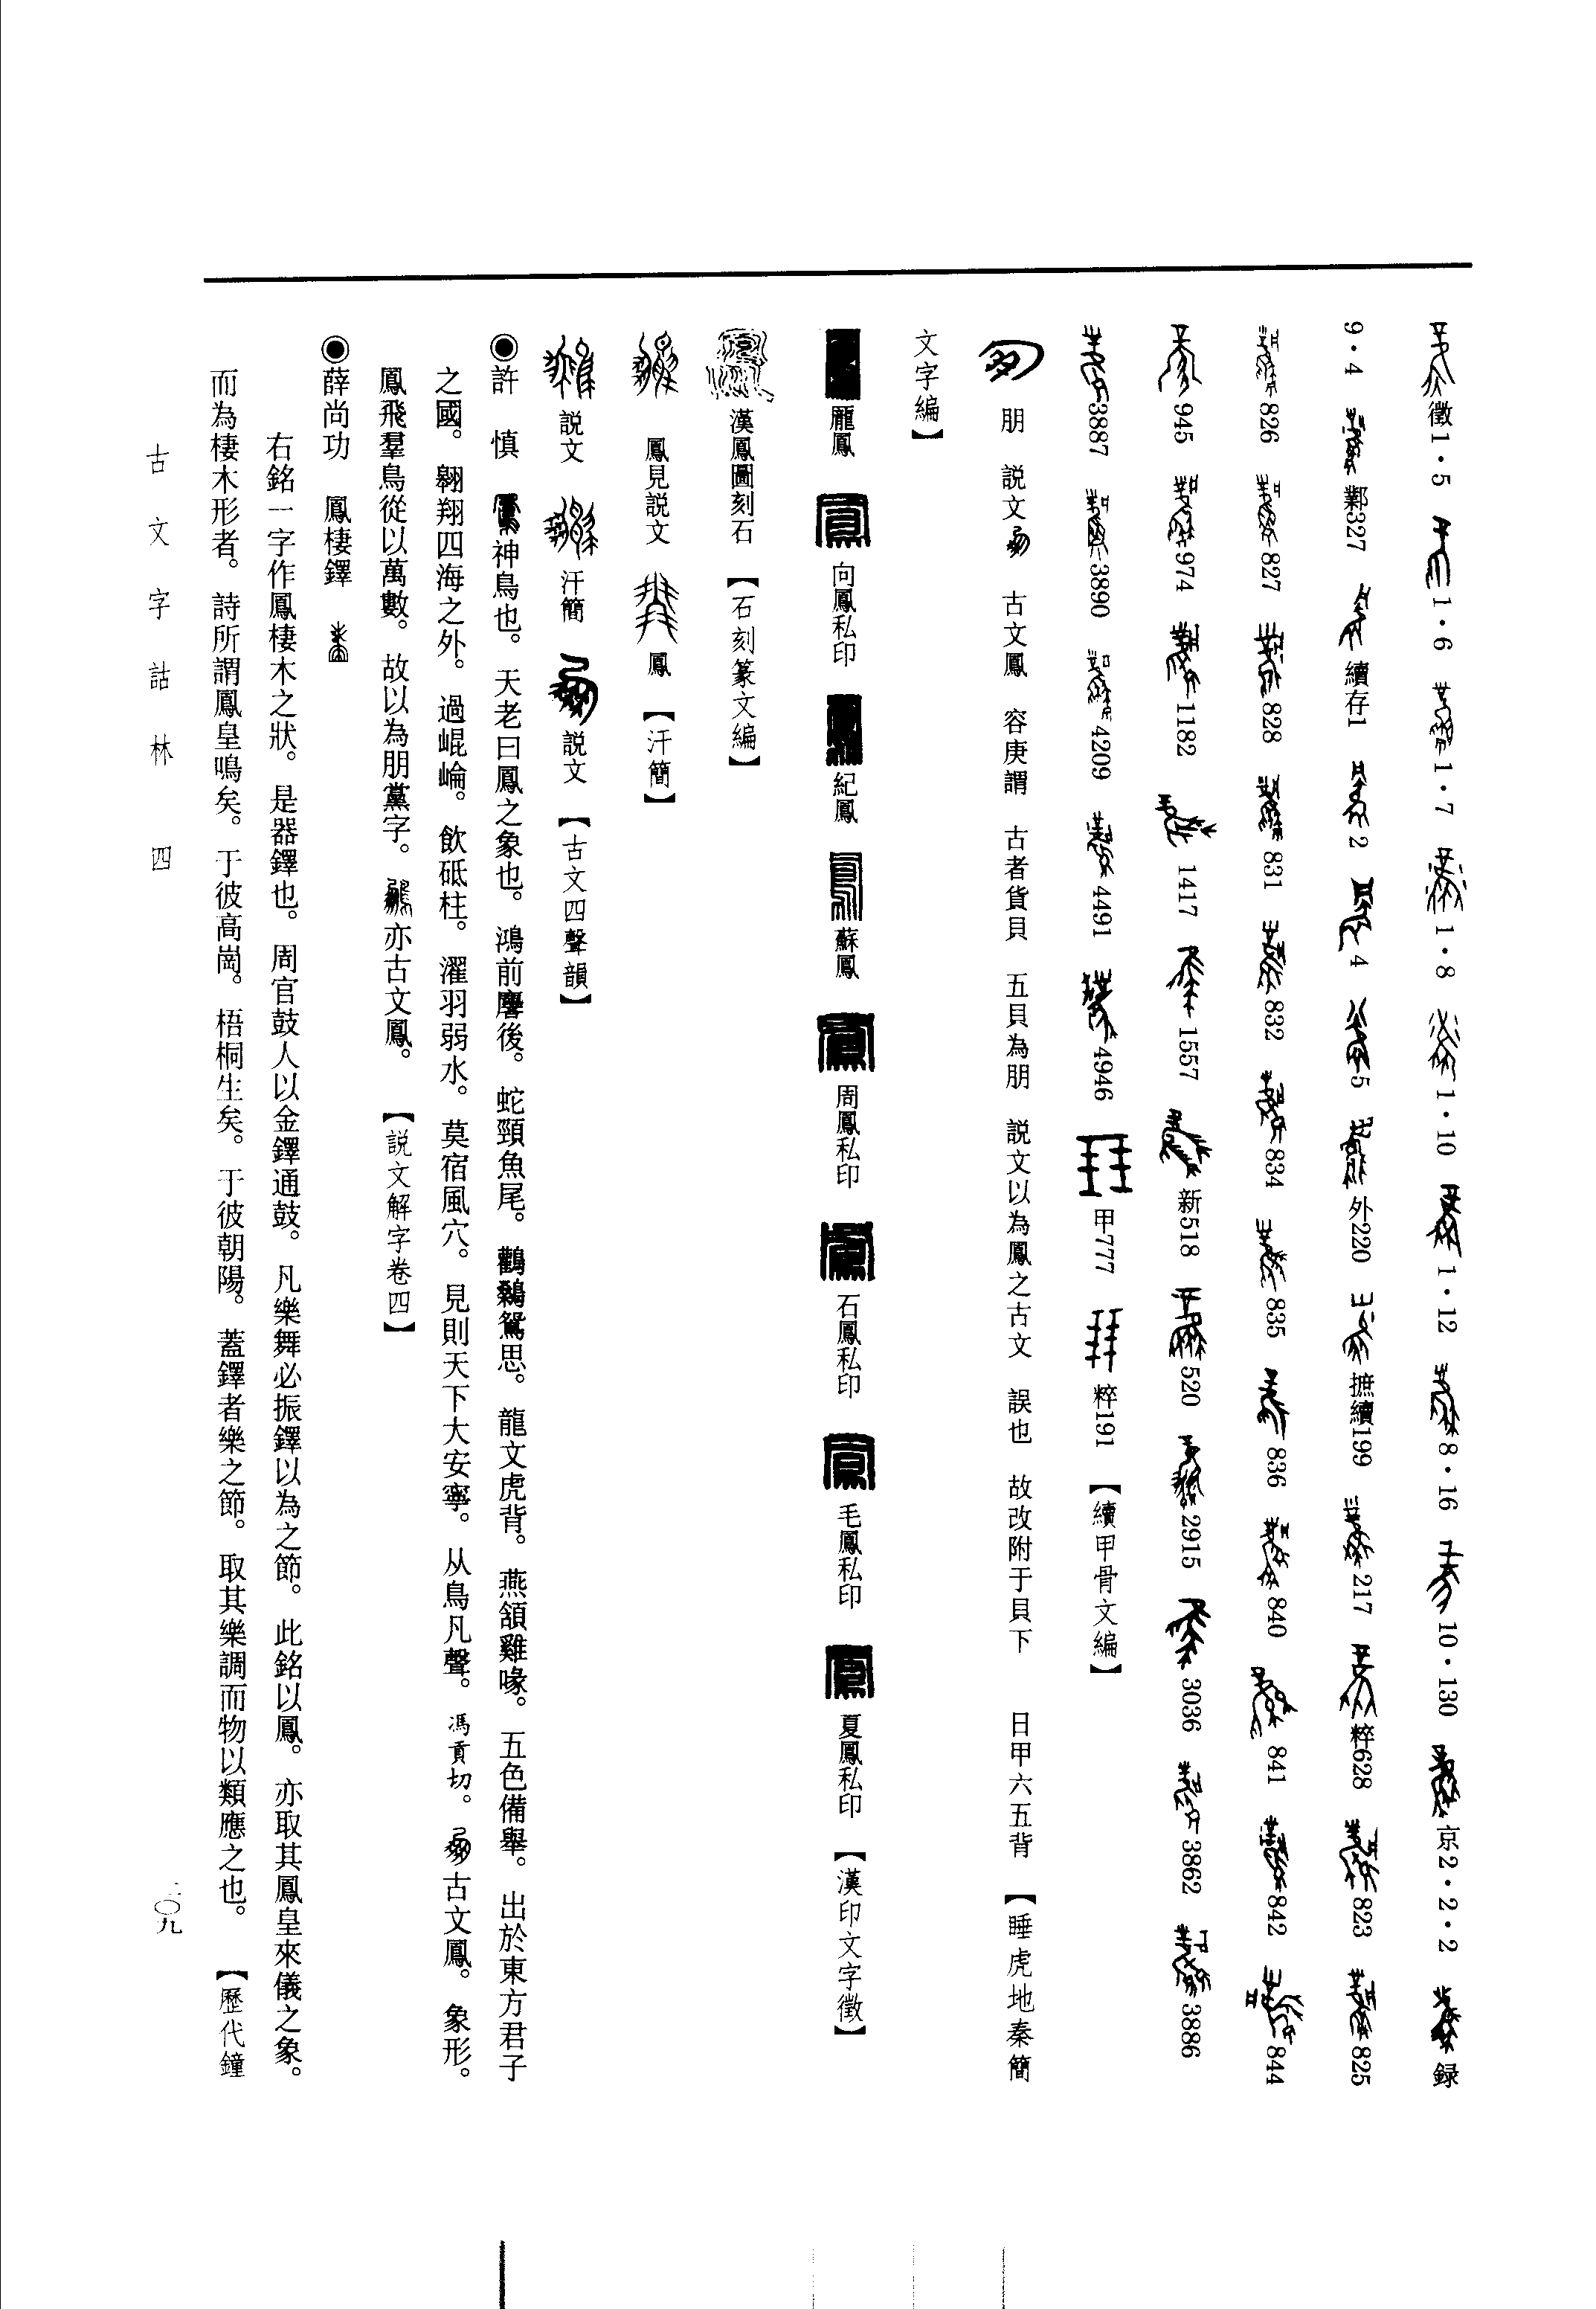 徵1·5 1·6 1·7 1·8 1·10 1·12 8·16 10·130 京2·2·2 録
9·4 鄴327 續存1 2 4 5 外220 摭續199 217 粹628 823 825
826 827 828 831 832 834 835 836 840 841 842 844
945 974 1182 1417 1557 新518 520 2915 3036 3862 3886
3887 3890 4209 4491 4946 甲777 粹191 【續甲骨文編】
朋 説文 古文鳳 容庚謂 古者貨貝 五貝為朋 説文以為鳳之古文 誤也 故改附于貝下 日甲六五背 【睡虎地秦簡
文字編】
龐鳳 向鳳私印 紀鳳 蘇鳳 周鳳私印 石鳳私印 毛鳳私印 夏鳳私印 【漢印文字徵】
漢鳳圖刻石 【石刻篆文編】
鳳見説文 鳳 【汗簡】
説文 汗簡 説文 【古文四聲韻】
◉許 慎 神鳥也。天老曰鳳之象也。鴻前麐後。蛇頸魚尾。鸛顙鴛思。龍文虎背。燕頷雞喙。五色備舉。出於東方君子
之國。翱翔四海之外。過崐崘。飲砥柱。濯羽弱水。莫宿風穴。見則天下大安寧。从鳥凡聲。馮貢切。古文鳳。象形。
鳳飛羣鳥從以萬數。故以為朋黨字。亦古文鳳。 【説文解字卷四】
◉薛尚功 鳳棲鐸
右銘一字作鳳棲木之狀。是器鐸也。周官鼓人以金鐸通鼓。凡樂舞必振鐸以為之節。此銘以鳳。亦取其鳳皇來儀之象。
而為棲木形者。詩所謂鳳皇鳴矣。于彼高崗。梧桐生矣。于彼朝陽。蓋鐸者樂之節。取其樂調而物以類應之也。 【歷代鐘
古文字詁林 四
二〇九